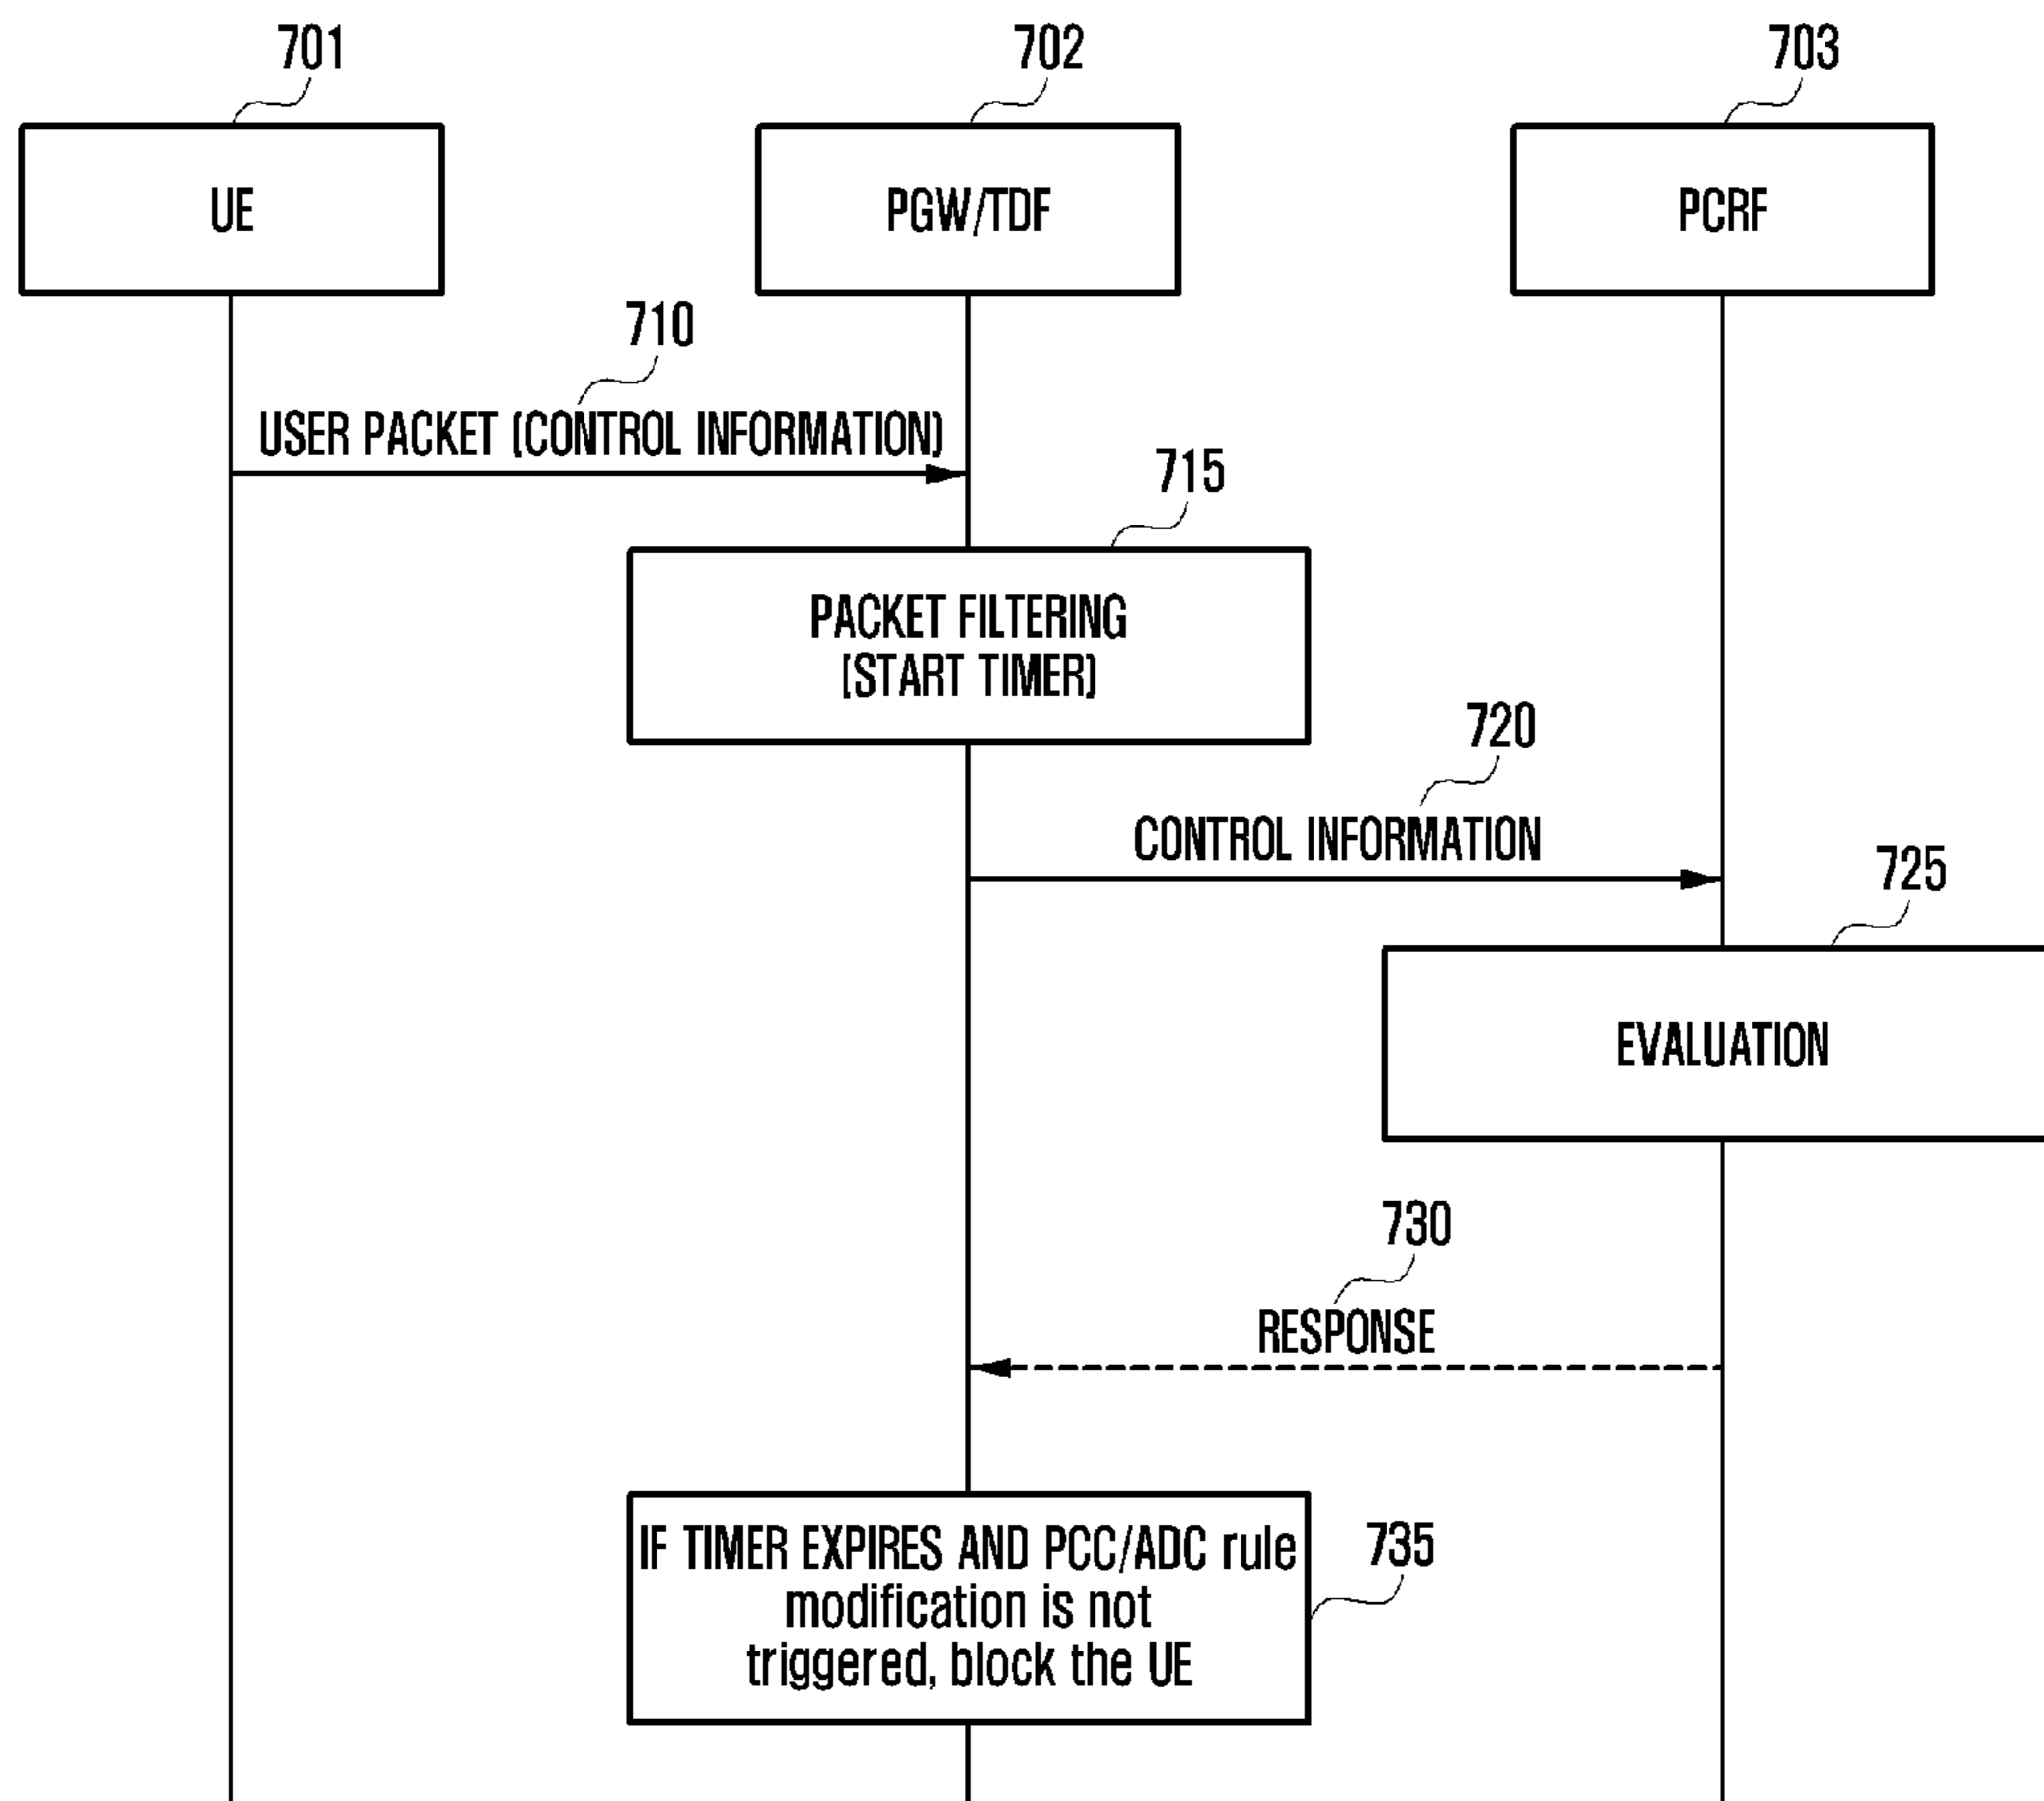 701
702
703
UE
PGW/TDF
PCRF
710
USER PACKET (CONTROL INFORMATION)
715
PACKET FILTERING
(START TIMER)
720
CONTROL INFORMATION
725
EVALUATION
730
RESPONSE
IF TIMER EXPIRES AND PCC/ADC rule
modification is not
triggered, block the UE
735